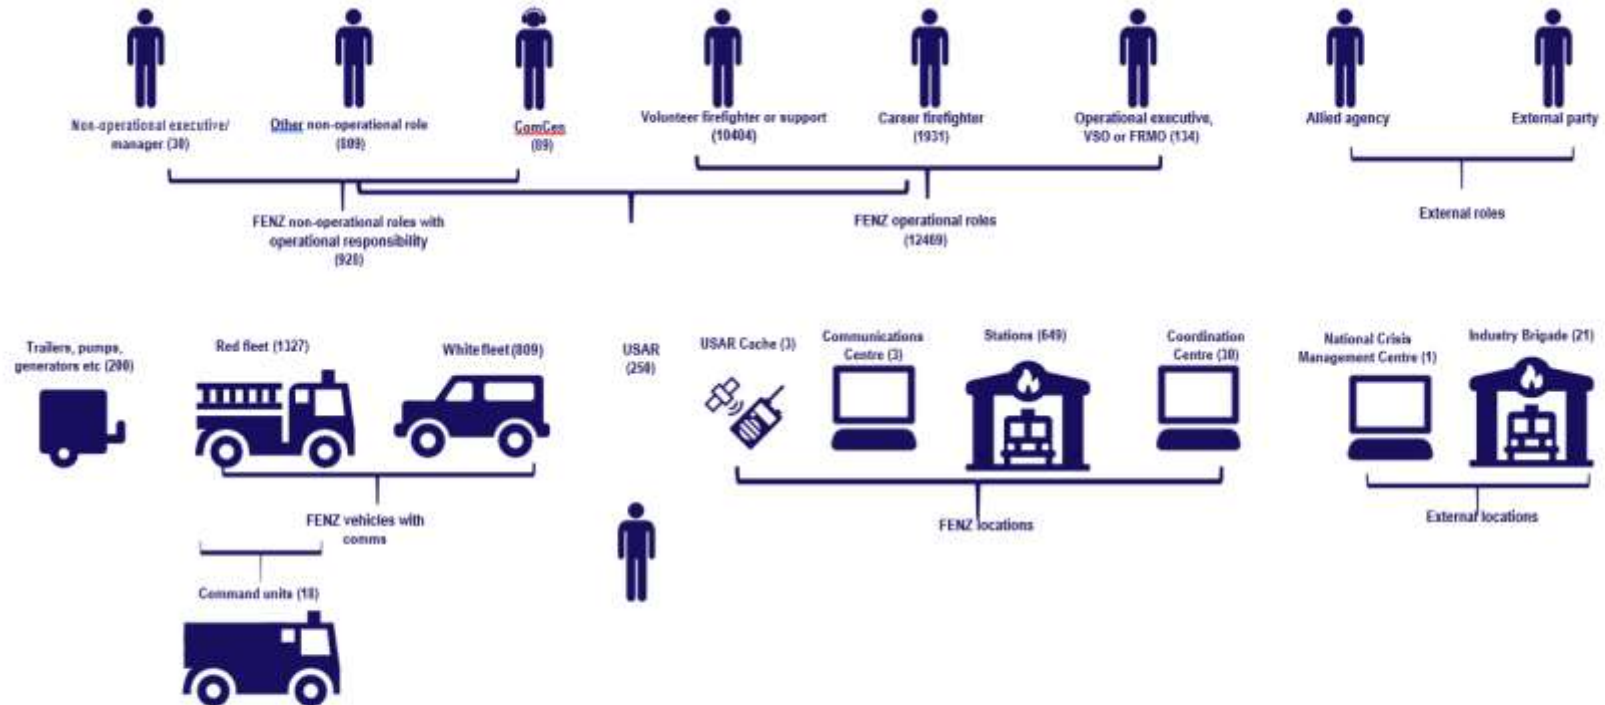 Non-operational executive/
manager (30)
Other non-operational role
(809)
ComCen
(89)
Volunteer firefighter or support
(10404)
Career firefighter
(1931)
Operational executive,
VSO or FRMO (134)
Allied agency
External party
FENZ non-operational roles with
operational responsibility
(928)
FENZ operational roles
(12469)
External roles
Trailers, pumps,
generators etc (200)
Red fleet (1327)
White fleet (809)
USAR
(250)
USAR Cache (3)
Communications
Centre (3)
Stations (649)
Coordination
Centre (30)
National Crisis
Management Centre (1)
Industry Brigade (21)
FENZ vehicles with
comms
FENZ locations
External locations
Command units (18)